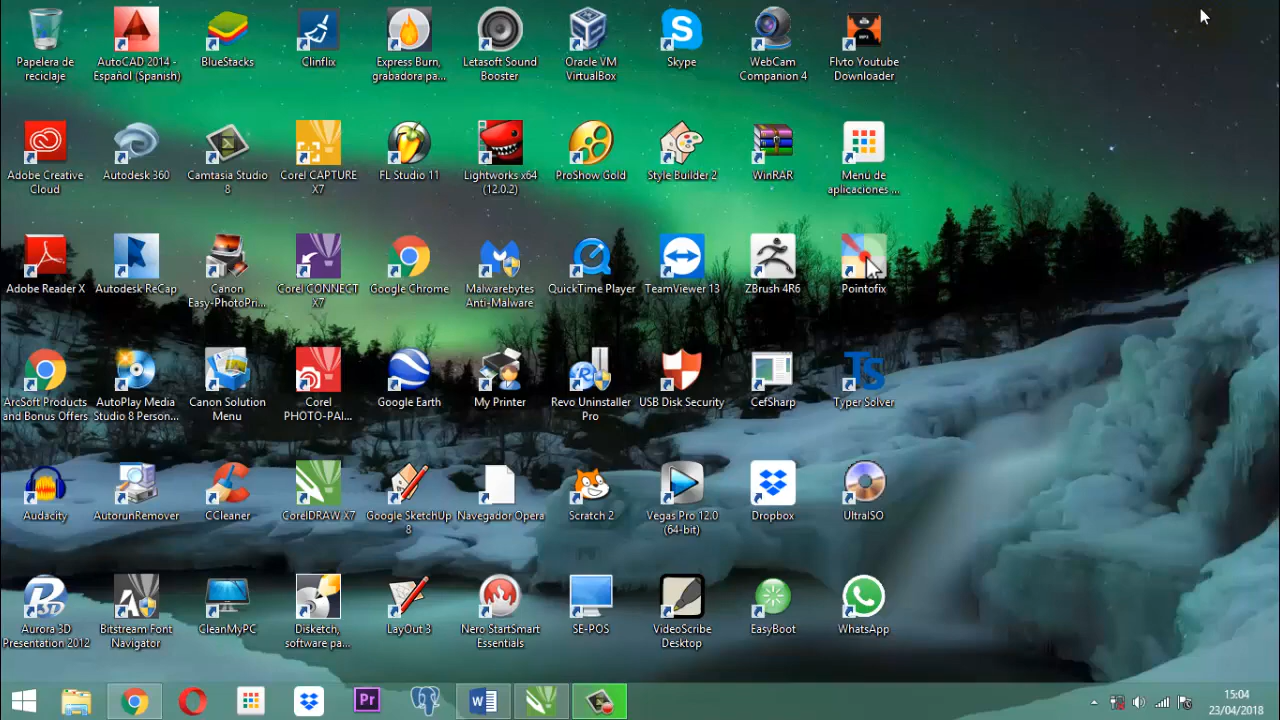 Papelera de
reciclaje
AutoCAD 2014 -
Español (Spanish)
BlueStacks
Clinflix
Express Burn,
grabadora pa...
Letasoft Sound
Booster
Oracle VM
VirtualBox
Skype
WebCam
Companion 4
Flvto Youtube
Downloader
Adobe Creative
Cloud
Autodesk 360
Camtasia Studio
8
Corel CAPTURE
X7
FL Studio 11
Lightworks x64
(12.0.2)
ProShow Gold
Style Builder 2
WinRAR
Menú de
aplicaciones ...
Adobe Reader X
Autodesk ReCap
Canon
Easy-PhotoPri...
Corel CONNECT
X7
Google Chrome
Malwarebytes
Anti-Malware
QuickTime Player
TeamViewer 13
ZBrush 4R6
Pointofix
ArcSoft Products
and Bonus Offers
AutoPlay Media
Studio 8 Person...
Canon Solution
Menu
Corel
PHOTO-PAI...
Google Earth
My Printer
Revo Uninstaller
Pro
USB Disk Security
CefSharp
Typer Solver
Audacity
AutorunRemover
CCleaner
CorelDRAW X7
Google SketchUp
8
Navegador Opera
Scratch 2
Vegas Pro 12.0
(64-bit)
Dropbox
UltraISO
Aurora 3D
Presentation 2012
Bitstream Font
Navigator
CleanMyPC
Disketch,
software pa...
LayOut 3
Nero StartSmart
Essentials
SE-POS
VideoScribe
Desktop
EasyBoot
WhatsApp
Pr
15:04
23/04/2018